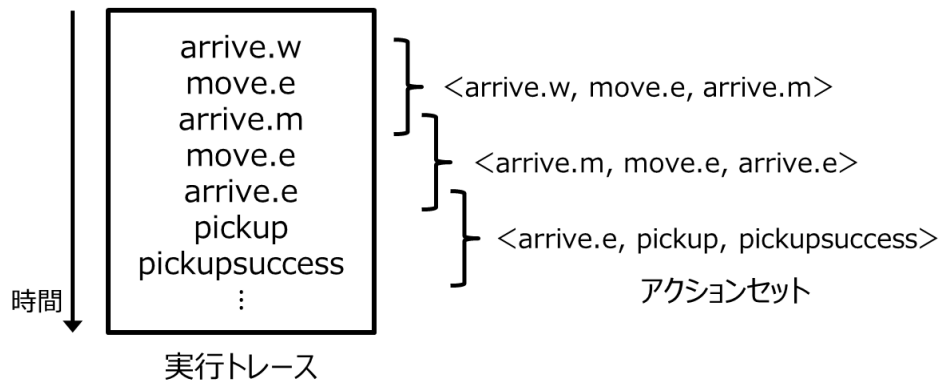 arrive.w
move.e
arrive.m
move.e
arrive.e
pickup
pickupsuccess
⋮
<arrive.w, move.e, arrive.m>
<arrive.m, move.e, arrive.e>
<arrive.e, pickup, pickupsuccess>
アクションセット
時間
実行トレース